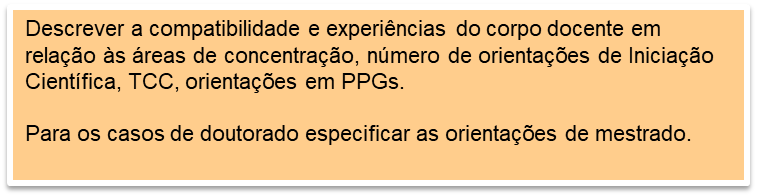 Descrever a compatibilidade e experiências do corpo docente em
relação às áreas de concentração, número de orientações de Iniciação
Científica, TCC, orientações em PPGs.
Para os casos de doutorado especificar as orientações de mestrado.